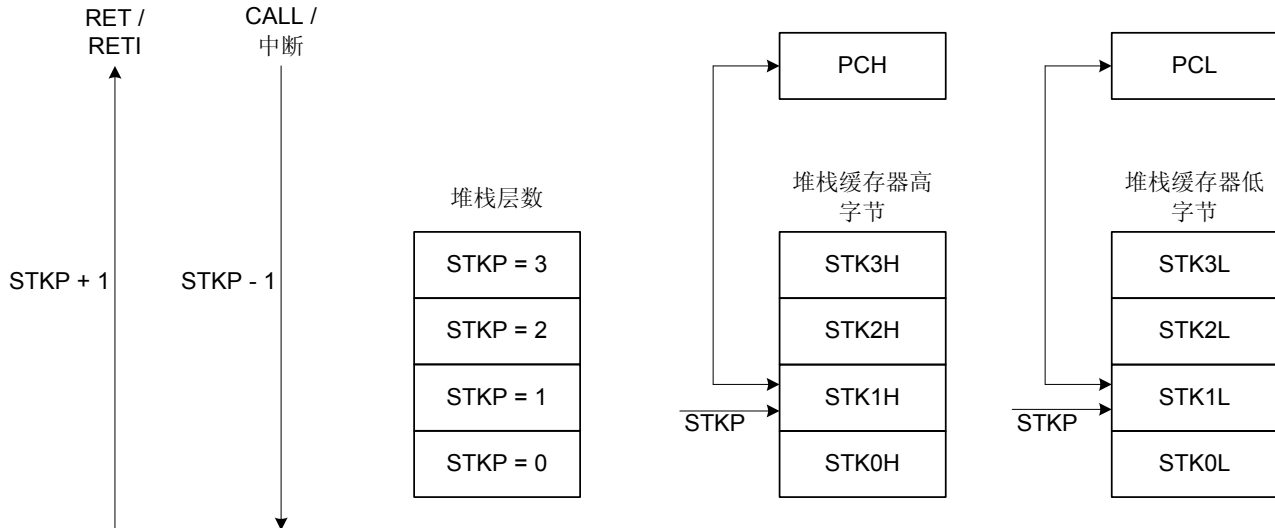 RET /
RETI
CALL /
中断
PCH
PCL
堆栈层数
堆栈缓存器高
字节
堆栈缓存器低
字节
STKP + 1
STKP - 1
STKP = 3
STK3H
STK3L
STKP = 2
STK2H
STK2L
STKP = 1
STK1H
STK1L
STKP
STKP
STKP = 0
STK0H
STK0L